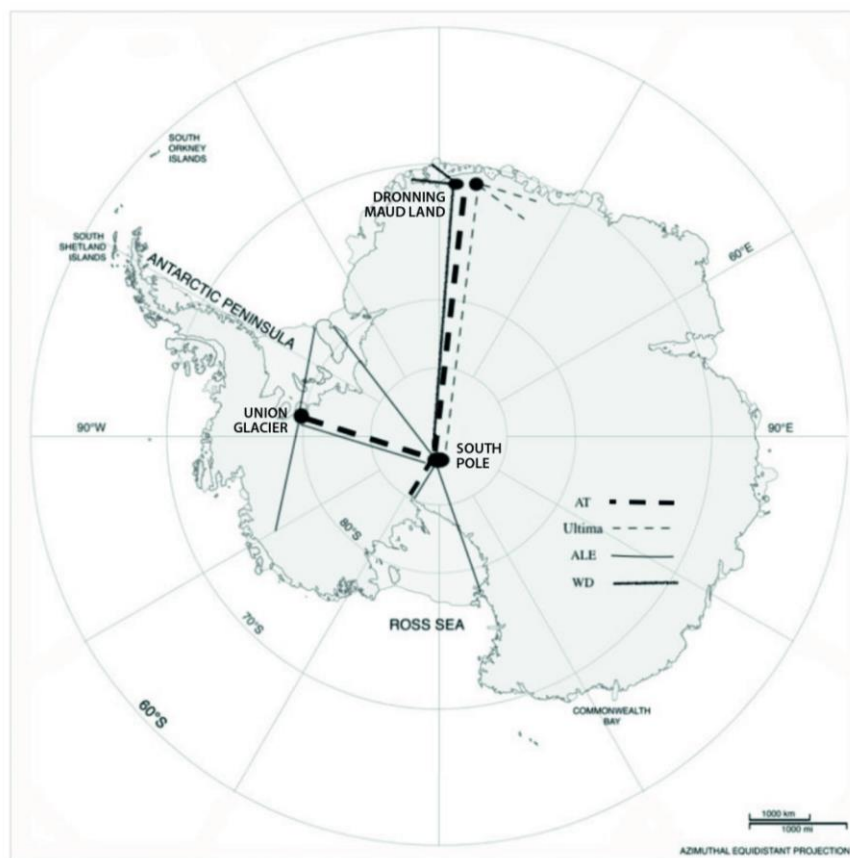 SOUTH
ORKNEY
ISLANDS
DRONNING
MAUD LAND
SOUTH
SHETLAND
ISLANDS
ANTARCTIC PENINSULA
60°E
UNION
GLACIER
90°W
90°E
SOUTH
POLE
AT
Ultima
ALE
WD
80°S
70°S
ROSS SEA
60°S
COMMONWEALTH
BAY
1000 km
1000 mi
AZIMUTHAL EQUIDISTANT PROJECTION